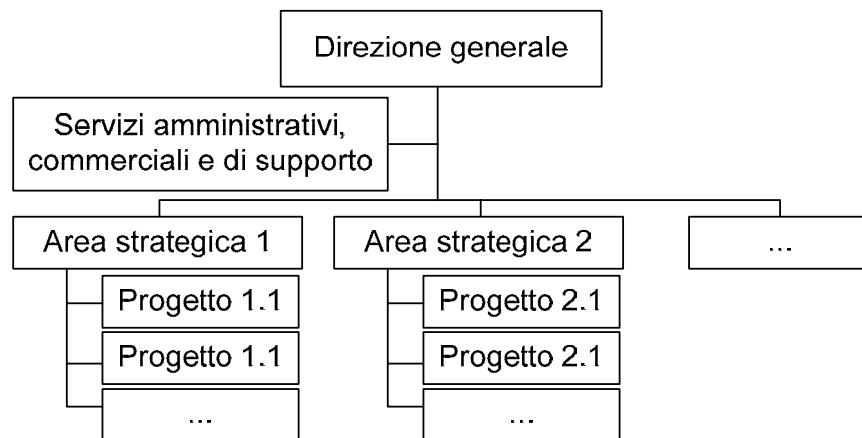 Direzione generale
Servizi amministrativi,
commerciali e di supporto
Area strategica 1
Area strategica 2
...
Progetto 1.1
Progetto 2.1
Progetto 1.1
Progetto 2.1
...
...